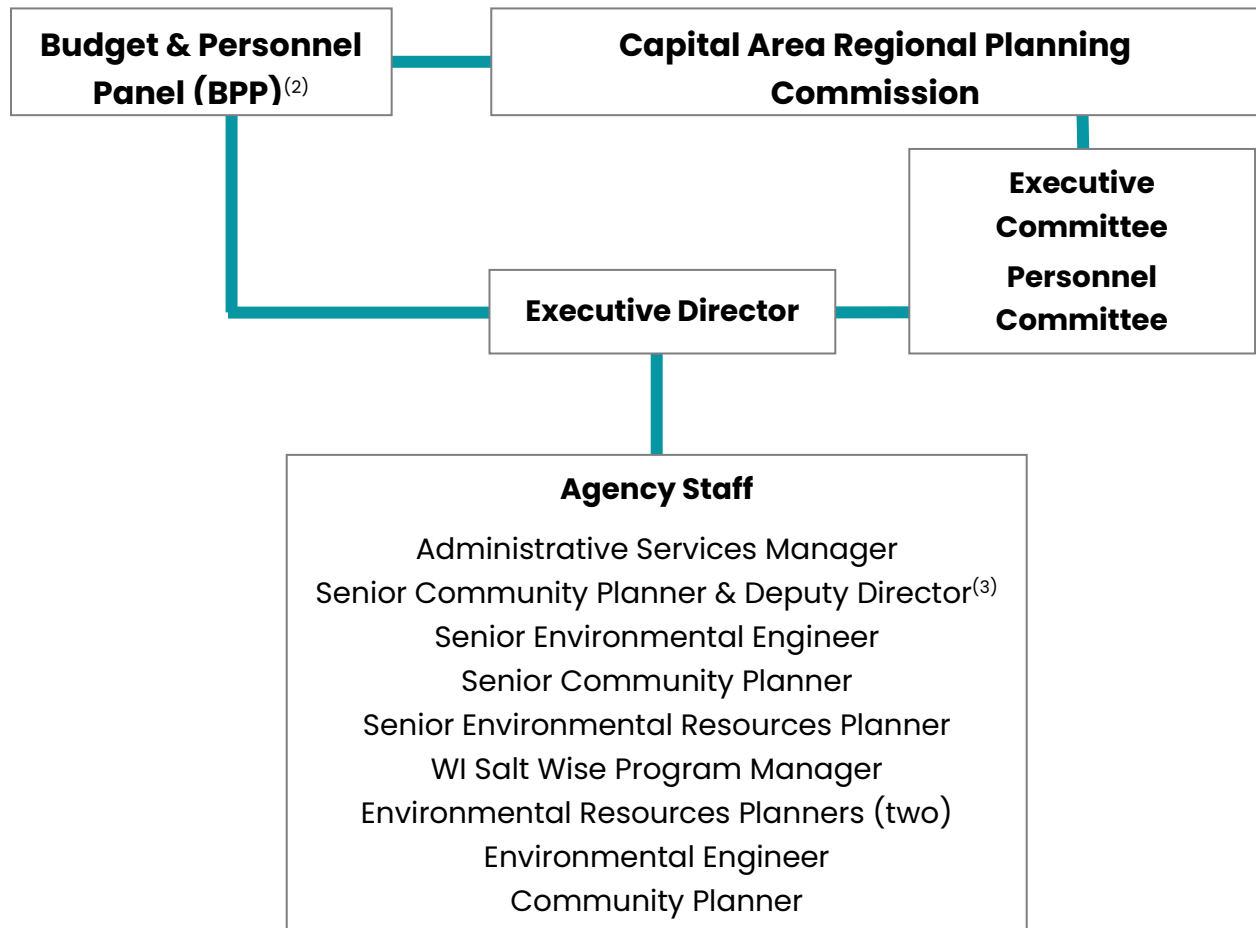 Budget & Personnel
Panel (BPP)(2)
Capital Area Regional Planning
Commission
Executive
Committee
Personnel
Committee
Executive Director
Agency Staff
Administrative Services Manager
Senior Community Planner & Deputy Director(3)
Senior Environmental Engineer
Senior Community Planner
Senior Environmental Resources Planner
WI Salt Wise Program Manager
Environmental Resources Planners (two)
Environmental Engineer
Community Planner